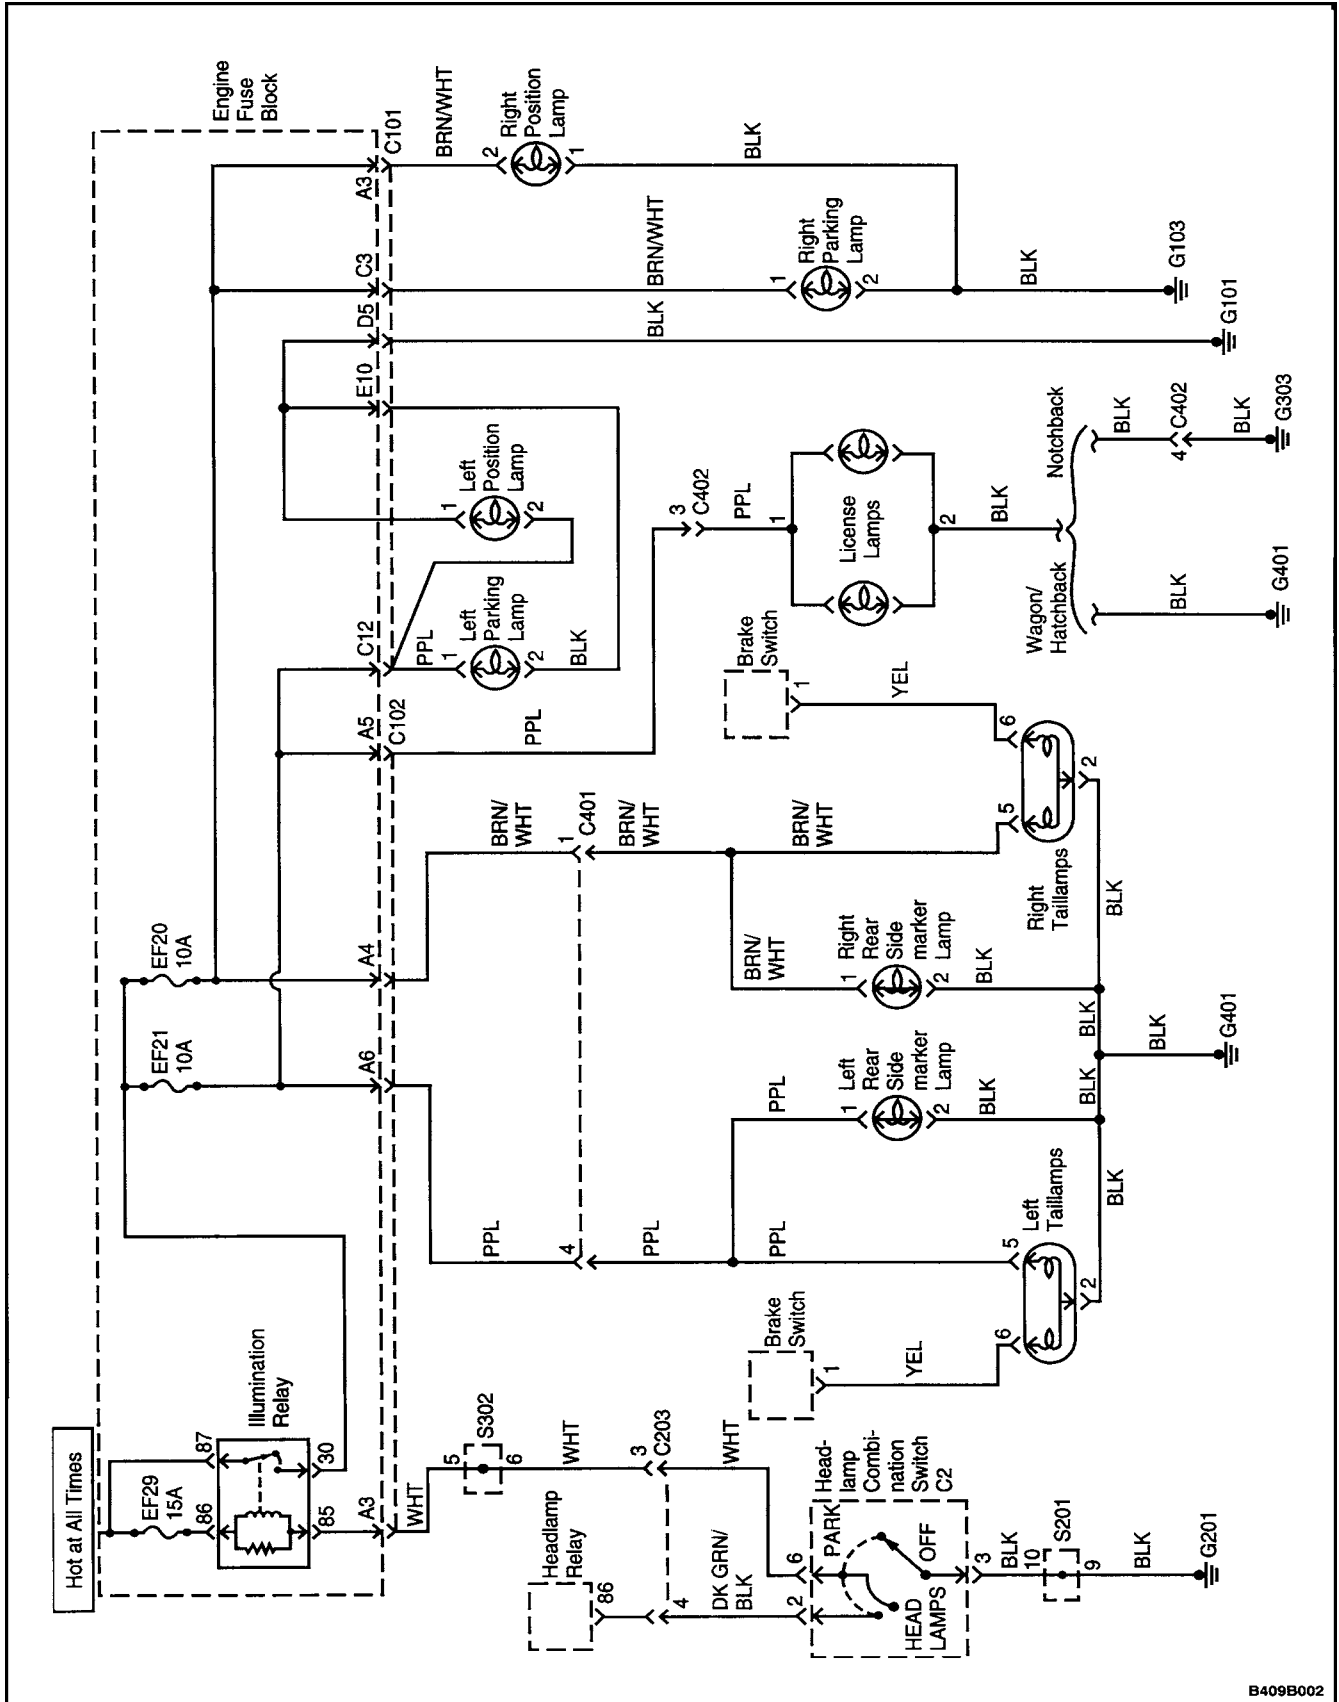 Hot at All Times
EF29
15A
86
87
Illumination
Relay
85
30
A3
WHT
EF21
10A
EF20
10A
Engine
Fuse
Block
A6
A4
A5
C102
C12
E10
D5
C3
A3
C101
5
S302
6
WHT
3
C203
WHT
Headlamp
Relay
86
4
DK GRN/
BLK
2
6
PARK
OFF
HEAD
LAMPS
Head-
lamp
Combi-
nation
Switch
C2
3
BLK
10
S201
9
BLK
G201
PPL
4
PPL
PPL
Brake
Switch
1
YEL
6
5
Left
Taillamps
2
BLK
PPL
1
Left
Rear
Side
marker
Lamp
2
BLK
BLK
BLK
BLK
G401
BRN/
WHT
1
C401
BRN/
WHT
BRN/
WHT
BRN/
WHT
1
Right
Rear
Side
marker
Lamp
2
BLK
5
6
Right
Taillamps
2
BLK
Brake
Switch
1
YEL
PPL
PPL
1
Left
Parking
Lamp
2
BLK
1
Left
Position
Lamp
2
3
C402
PPL
1
License
Lamps
2
BLK
Wagon/
Hatchback
Notchback
BLK
G401
BLK
4
C402
BLK
G303
BLK
G101
BRN/WHT
1
Right
Parking
Lamp
2
BLK
G103
BRN/WHT
2
Right
Position
Lamp
1
BLK
B409B002